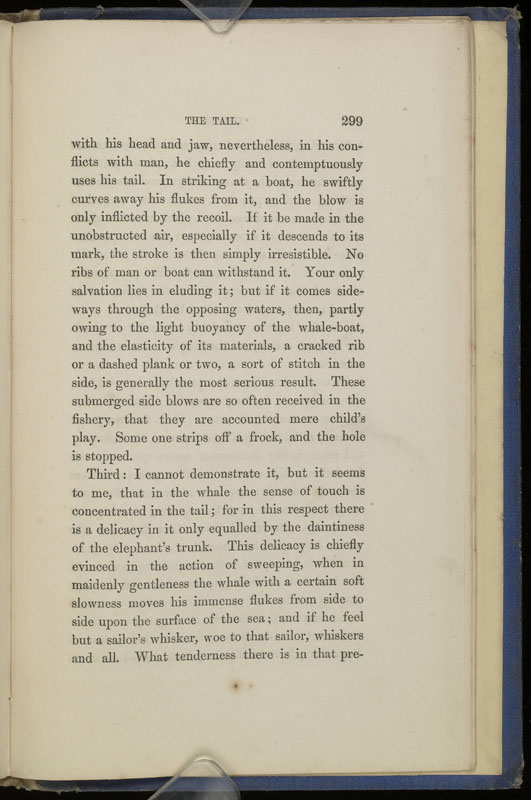 THE TAIL. 299
with his head and jaw, nevertheless, in his con-
flicts with man, he chiefly and contemptuously
uses his tail. In striking at a boat, he swiftly
curves away his flukes from it, and the blow is
only inflicted by the recoil. If it be made in the
unobstructed air, especially if it descends to its
mark, the stroke is then simply irresistible. No
ribs of man or boat can withstand it. Your only
salvation lies in eluding it; but if it comes side-
ways through the opposing waters, then, partly
owing to the light buoyancy of the whale-boat,
and the elasticity of its materials, a cracked rib
or a dashed plank or two, a sort of stitch in the
side, is generally the most serious result. These
submerged side blows are so often received in the
fishery, that they are accounted mere child's
play. Some one strips off a frock, and the hole
is stopped.
Third: I cannot demonstrate it, but it seems
to me, that in the whale the sense of touch is
concentrated in the tail; for in this respect there
is a delicacy in it only equalled by the daintiness
of the elephant's trunk. This delicacy is chiefly
evinced in the action of sweeping, when in
maidenly gentleness the whale with a certain soft
slowness moves his immense flukes from side to
side upon the surface of the sea; and if he feel
but a sailor's whisker, woe to that sailor, whiskers
and all. What tenderness there is in that pre-